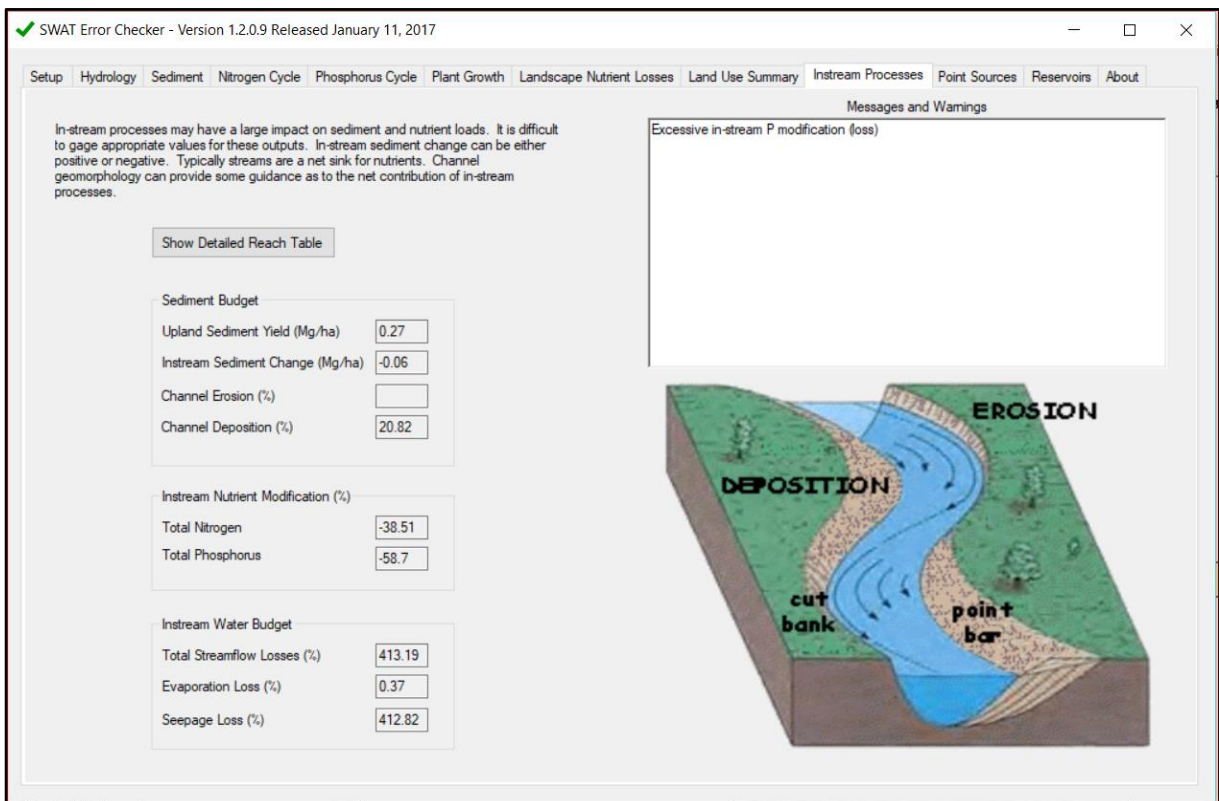 SWAT Error Checker - Version 1.2.0.9 Released January 11, 2017
Setup Hydrology Sediment Nitrogen Cycle Phosphorus Cycle Plant Growth Landscape Nutrient Losses Land Use Summary Instream Processes Point Sources Reservoirs About
In-stream processes may have a large impact on sediment and nutrient loads. It is difficult
to gage appropriate values for these outputs. In-stream sediment change can be either
positive or negative. Typically streams are a net sink for nutrients. Channel
geomorphology can provide some guidance as to the net contribution of in-stream
processes.
Show Detailed Reach Table
Sediment Budget
Upland Sediment Yield (Mg/ha) 0.27
Instream Sediment Change (Mg/ha) -0.06
Channel Erosion (%)
Channel Deposition (%) 20.82
Instream Nutrient Modification (%)
Total Nitrogen -38.51
Total Phosphorus -58.7
Instream Water Budget
Total Streamflow Losses (%) 413.19
Evaporation Loss (%) 0.37
Seepage Loss (%) 412.82
Messages and Warnings
Excessive in-stream P modification (loss)
EROSION
DEPOSITION
cut
bank
point
bar